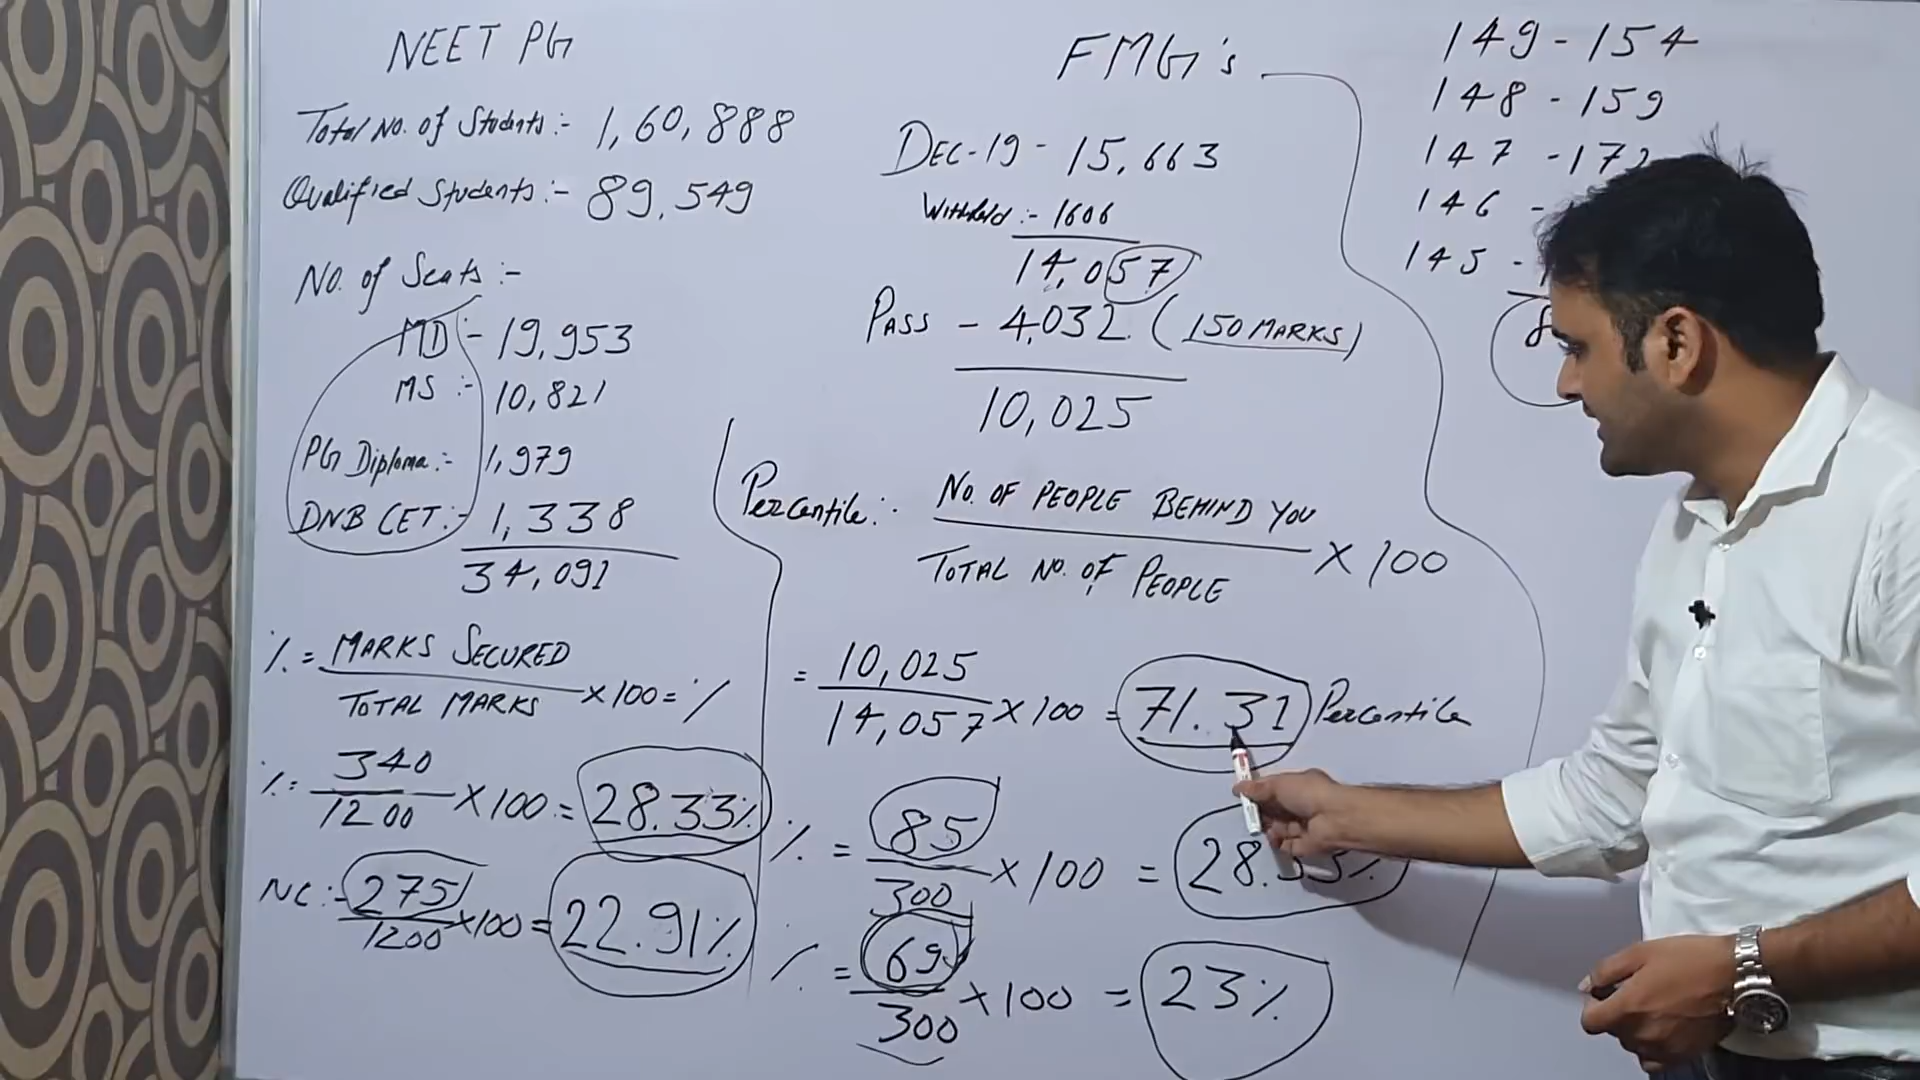 NEET PG
Total No. of Students:- 1,60,888
Qualified Students:- 89,549
No. of Seats:-
MD:- 19,953
MS:- 10,821
PG Diploma:- 1,979
DNB CET:- 1,338
34,091
% = MARKS SECURED
TOTAL MARKS ×100 = %
% = 340
1200 ×100 = 28.33%
NC:- 275
1200 ×100 = 22.91%
FMG's
DEC-19 - 15,663
Withheld:- 1606
14,057
PASS - 4,032 (150 MARKS)
10,025
Percentile:- NO. OF PEOPLE BEHIND YOU
TOTAL NO. OF PEOPLE × 100
= 10,025
14,057 × 100 = 71.31 Percentile
% = 85
300 ×100 = 28.33%
% = 69
300 ×100 = 23%
149 - 154
148 - 159
147 - 172
146 -
145 -
8